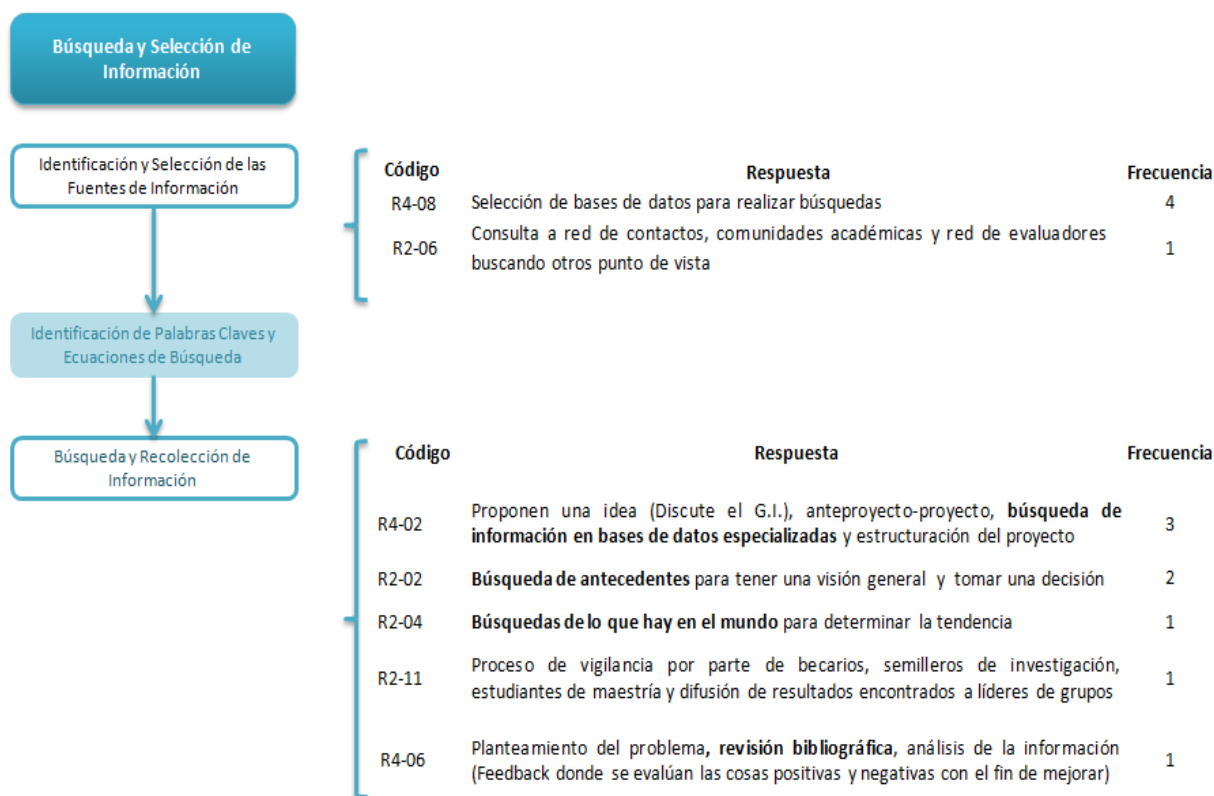 Búsqueda y Selección de
Información
Identificación y Selección de las
Fuentes de Información
Código Respuesta Frecuencia
R4-08 Selección de bases de datos para realizar búsquedas 4
R2-06 Consulta a red de contactos, comunidades académicas y red de evaluadores
buscando otros punto de vista 1
Identificación de Palabras Claves y
Ecuaciones de Búsqueda
Búsqueda y Recolección de
Información
Código Respuesta Frecuencia
R4-02 Proponen una idea (Discute el G.I.), anteproyecto-proyecto, búsqueda de
información en bases de datos especializadas y estructuración del proyecto 3
R2-02 Búsqueda de antecedentes para tener una visión general y tomar una decisión 2
R2-04 Búsquedas de lo que hay en el mundo para determinar la tendencia 1
R2-11 Proceso de vigilancia por parte de becarios, semilleros de investigación,
estudiantes de maestría y difusión de resultados encontrados a líderes de grupos 1
R4-06 Planteamiento del problema, revisión bibliográfica, análisis de la información
(Feedback donde se evalúan las cosas positivas y negativas con el fin de mejorar) 1